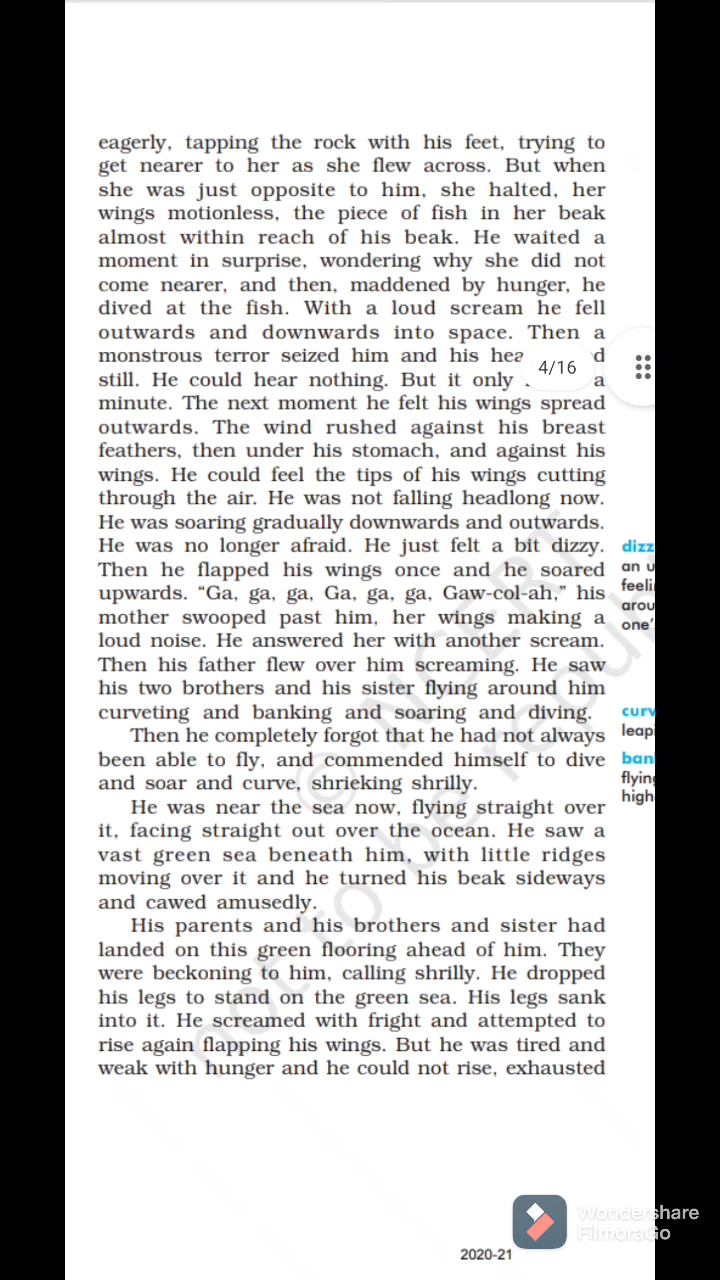 eagerly, tapping the rock with his feet, trying to
get nearer to her as she flew across. But when
she was just opposite to him, she halted, her
wings motionless, the piece of fish in her beak
almost within reach of his beak. He waited a
moment in surprise, wondering why she did not
come nearer, and then, maddened by hunger, he
dived at the fish. With a loud scream he fell
outwards and downwards into space. Then a
monstrous terror seized him and his
4/16
still. He could hear nothing. But it only a
minute. The next moment he felt his wings spread
outwards. The wind rushed against his breast
feathers, then under his stomach, and against his
wings. He could feel the tips of his wings cutting
through the air. He was not falling headlong now.
He was soaring gradually downwards and outwards.
He was no longer afraid. He just felt a bit dizzy.
Then he flapped his wings once and he soared
upwards. “Ga, ga, ga, Ga, ga, ga, Gaw-col-ah,” his
mother swooped past him, her wings making a
loud noise. He answered her with another scream.
Then his father flew over him screaming. He saw
his two brothers and his sister flying around him
curveting and banking and soaring and diving.
Then he completely forgot that he had not always
been able to fly, and commended himself to dive
and soar and curve, shrieking shrilly.
He was near the sea now, flying straight over
it, facing straight out over the ocean. He saw a
vast green sea beneath him, with little ridges
moving over it and he turned his beak sideways
and cawed amusedly.
His parents and his brothers and sister had
landed on this green flooring ahead of him. They
were beckoning to him, calling shrilly. He dropped
his legs to stand on the green sea. His legs sank
into it. He screamed with fright and attempted to
rise again flapping his wings. But he was tired and
weak with hunger and he could not rise, exhausted
dizz
an u
feeli
arou
one’
curv
leapi
ban
flying
high
© NCERT
not to be republ
Wondershare
FilmoraGo
2020-21